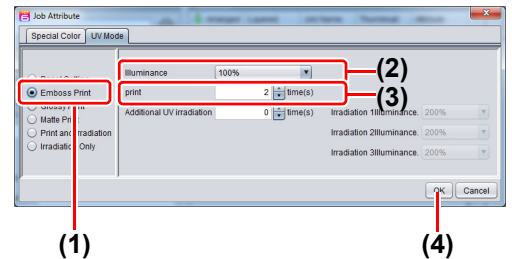 Job Attribute
Special Color UV Mode
Illuminance 100% (2)
Emboss Print print 2 time(s) (3)
Additional UV irradiation 0 time(s) Irradiation 1Illuminance. 200%
Matte Print
Print and Irradiation Irradiation 2Illuminance. 200%
Irradiation Only
Irradiation 3Illuminance. 200%
OK Cancel
(1) (4)